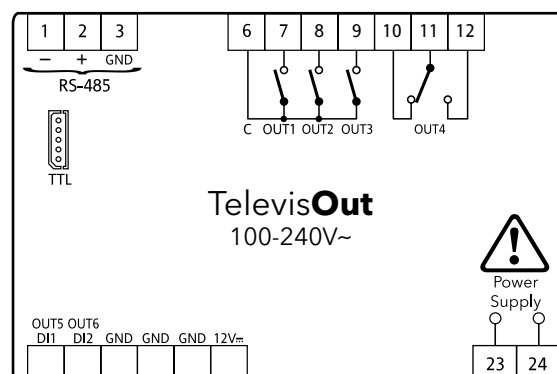 1 2 3 6 7 8 9 10 11 12
− + GND
RS-485
C OUT1 OUT2 OUT3 OUT4
TTL
TelevisOut
100-240V~
Power
Supply
OUT5 OUT6
DI1 DI2 GND GND GND 12V⎓
23 24